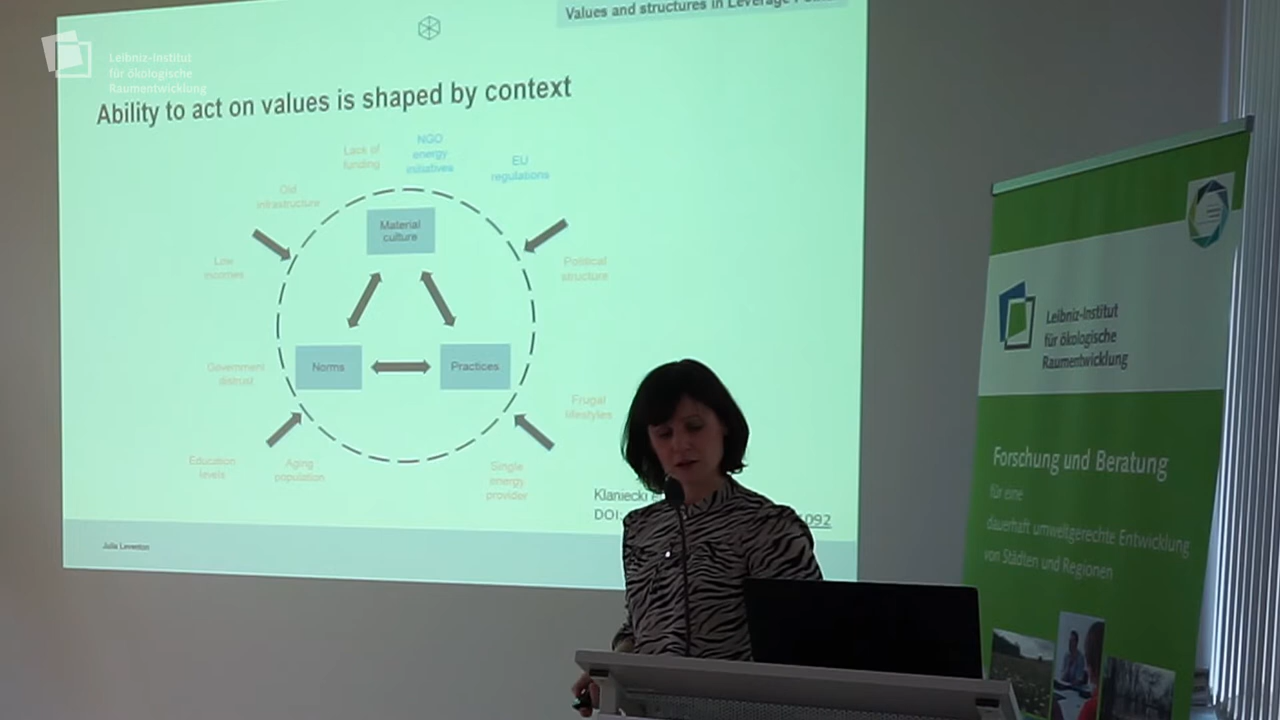 Leibniz-Institut
für ökologische
Raumentwicklung
Values and structures in Leverage
Ability to act on values is shaped by context
Lack of
funding
NGO
energy
initiatives
EU
regulations
Old
infrastructure
Material
culture
Low
incomes
Political
structure
Government
distrust
Norms
Practices
Frugal
lifestyles
Education
levels
Aging
population
Single
energy
provider
Klaniecki
DOI:
092
Julia Leventon
Leibniz-Institut
für ökologische
Raumentwicklung
Forschung und Beratung
für eine
dauerhaft umweltgerechte Entwicklung
von Städten und Regionen